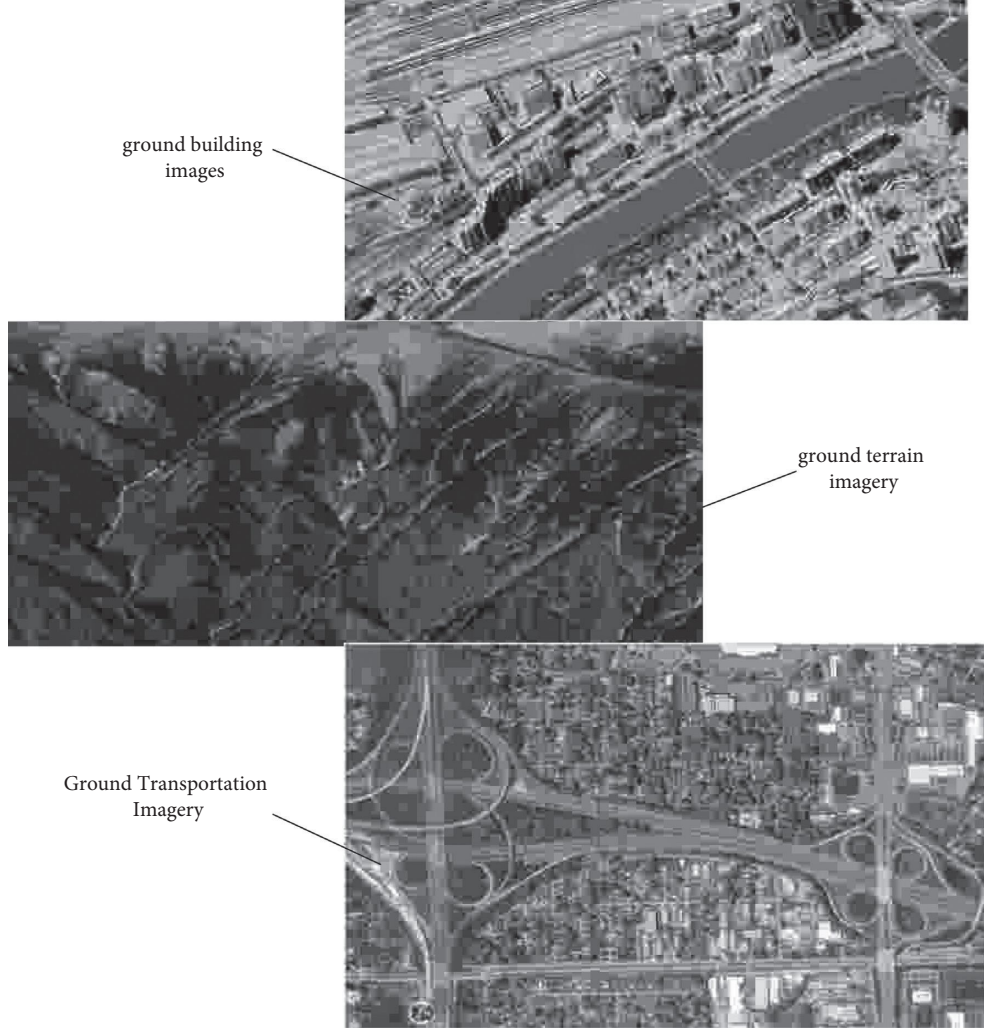 ground building
images
ground terrain
imagery
Ground Transportation
Imagery